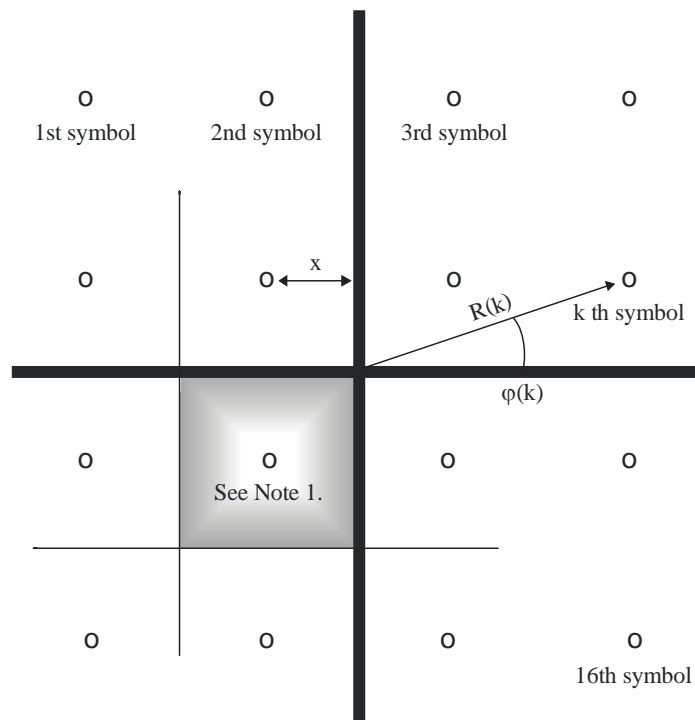 o o o o
1st symbol 2nd symbol 3rd symbol
x
o o o o
R(k)
k th symbol
φ(k)
o o o o
See Note 1.
o o o o
16th symbol